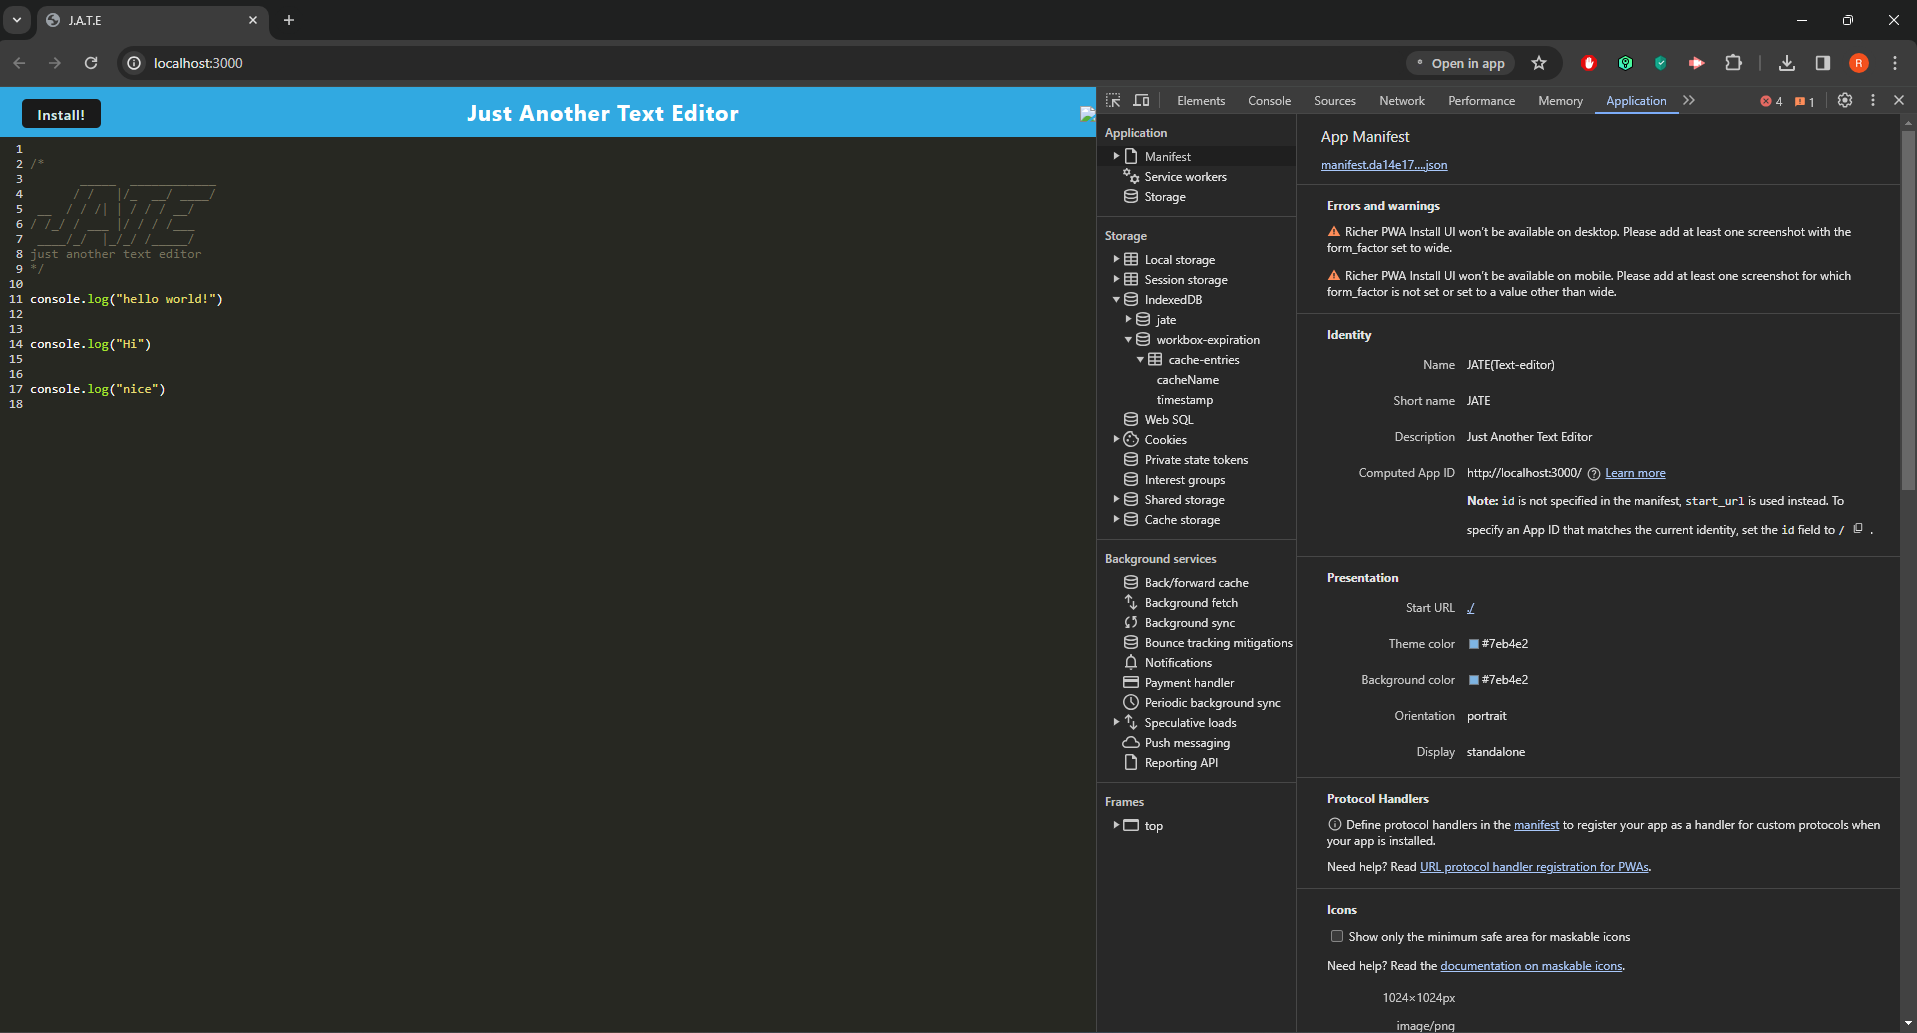 J.A.T.E
localhost:3000
Open in app
R
Install!
Just Another Text Editor
1
2 /*
3        _____  ____________
4       / /   |/_  __/ ____/
5  __  / / /| | / / / __/
6 / /_/ / ___ |/ / / /___
7  ____/_/  |_/_/ /_____/
8 just another text editor
9 */
10
11 console.log("hello world!")
12
13
14 console.log("Hi")
15
16
17 console.log("nice")
18
Elements Console Sources Network Performance Memory Application 4 1
Application
Manifest
Service workers
Storage
Storage
Local storage
Session storage
IndexedDB
jate
workbox-expiration
cache-entries
cacheName
timestamp
Web SQL
Cookies
Private state tokens
Interest groups
Shared storage
Cache storage
Background services
Back/forward cache
Background fetch
Background sync
Bounce tracking mitigations
Notifications
Payment handler
Periodic background sync
Speculative loads
Push messaging
Reporting API
Frames
top
App Manifest
manifest.da14e17....json
Errors and warnings
Richer PWA Install UI won't be available on desktop. Please add at least one screenshot with the
form_factor set to wide.
Richer PWA Install UI won't be available on mobile. Please add at least one screenshot for which
form_factor is not set or set to a value other than wide.
Identity
Name JATE(Text-editor)
Short name JATE
Description Just Another Text Editor
Computed App ID http://localhost:3000/ Learn more
Note: id is not specified in the manifest, start_url is used instead. To
specify an App ID that matches the current identity, set the id field to / .
Presentation
Start URL ./
Theme color #7eb4e2
Background color #7eb4e2
Orientation portrait
Display standalone
Protocol Handlers
Define protocol handlers in the manifest to register your app as a handler for custom protocols when
your app is installed.
Need help? Read URL protocol handler registration for PWAs.
Icons
Show only the minimum safe area for maskable icons
Need help? Read the documentation on maskable icons.
1024×1024px
image/png